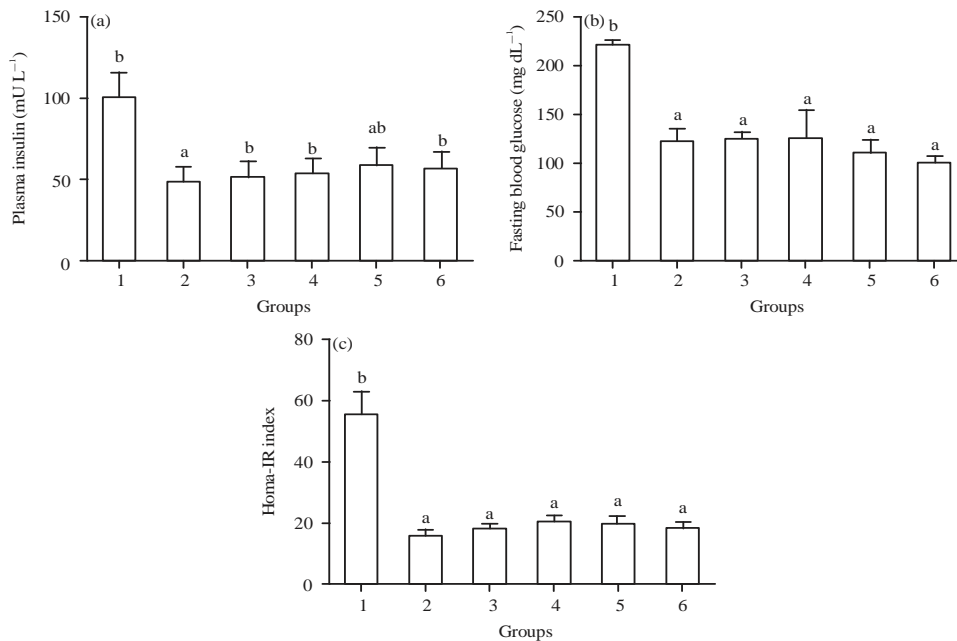 (a)
Plasma insulin (mU L⁻¹)
150
100
50
0
b
a
b
b
ab
b
1 2 3 4 5 6
Groups
(b)
Fasting blood glucose (mg dL⁻¹)
250
200
150
100
50
0
b
a
a
a
a
a
1 2 3 4 5 6
Groups
(c)
Homa-IR index
80
60
40
20
0
b
a
a
a
a
a
1 2 3 4 5 6
Groups